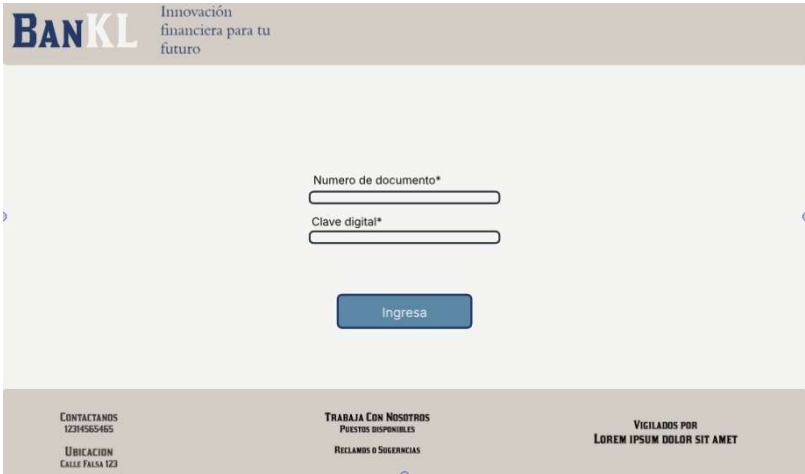 BANKL
Innovación
financiera para tu
futuro
Numero de documento*
Clave digital*
Ingresa
CONTACTANOS
12314565465
UBICACION
CALLE FALSA 123
TRABAJA CON NOSOTROS
PUESTOS DISPONIBLES
RECLAMOS O SUGERNCIAS
VIGILADOS POR
LOREM IPSUM DOLOR SIT AMET